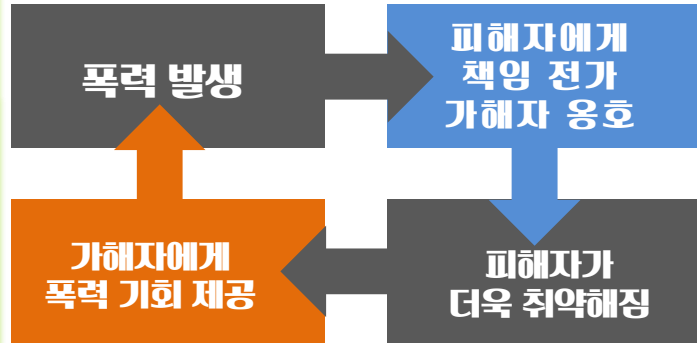 폭력 발생
피해자에게
책임 전가
가해자 옹호
가해자에게
폭력 기회 제공
피해자가
더욱 취약해짐